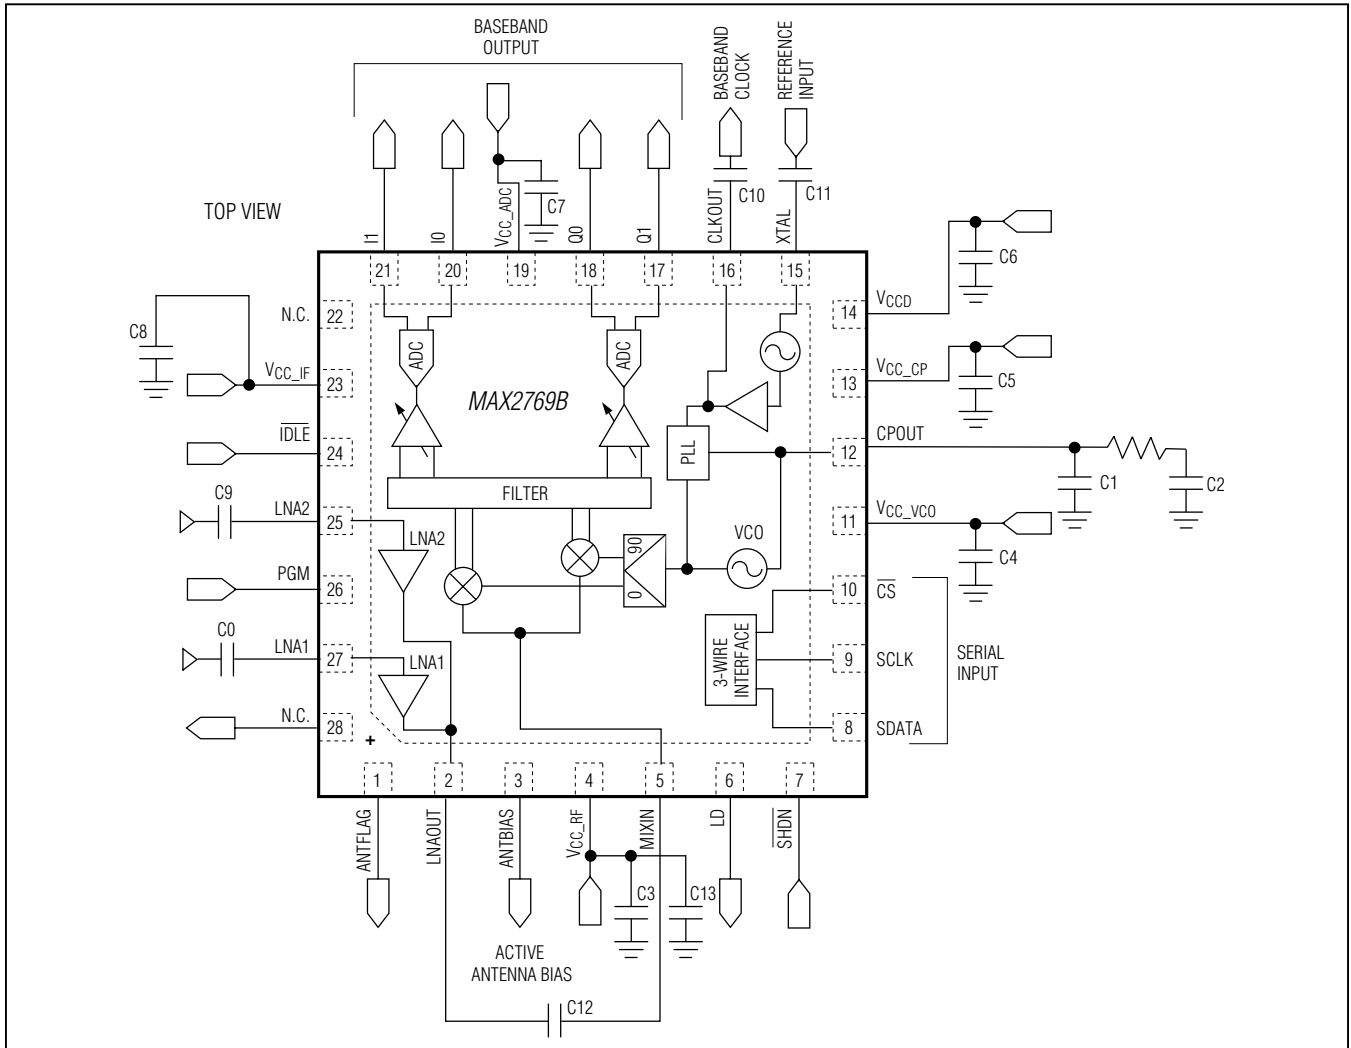 BASEBAND
OUTPUT
BASEBAND
CLOCK
REFERENCE
INPUT
TOP VIEW
I1
I0
VCC_ADC
C7
Q0
Q1
CLKOUT
C10
XTAL
C11
21
20
19
18
17
16
15
N.C.
22
C8
VCC_IF
23
IDLE
24
C9
LNA2
25
PGM
26
C0
LNA1
27
N.C.
28
ADC
ADC
MAX2769B
FILTER
PLL
VCO
90
0
LNA2
LNA1
3-WIRE
INTERFACE
+
14
VCCD
C6
13
VCC_CP
C5
12
CPOUT
C1
C2
11
VCC_VCO
C4
10
CS
9
SCLK
8
SDATA
SERIAL
INPUT
1
2
3
4
5
6
7
ANTFLAG
LNAOUT
ANTBIAS
VCC_RF
MIXIN
LD
SHDN
C3
C13
ACTIVE
ANTENNA BIAS
C12